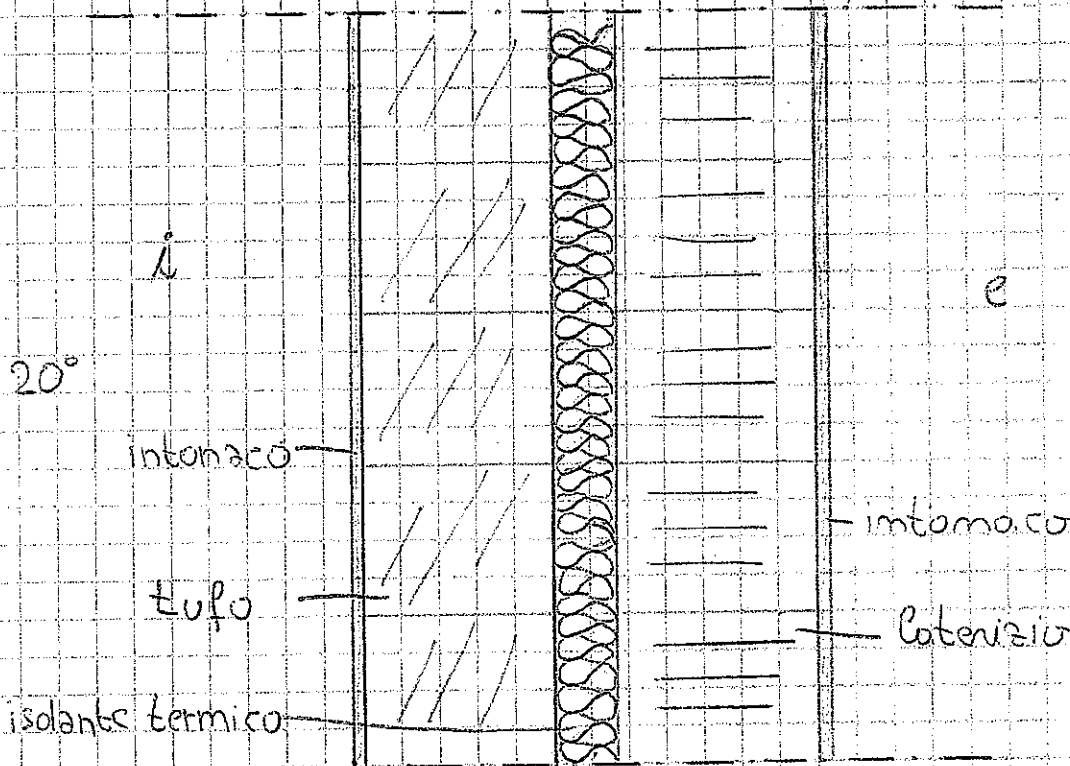 i
e
20°
intonaco
intonaco
tufo
laterizio
isolante termico